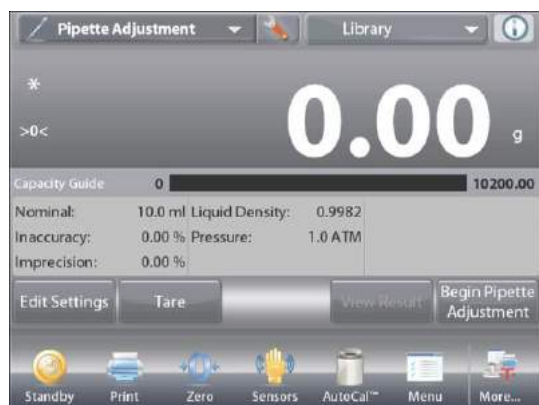 Pipette Adjustment Library
*
>0<
0.00 g
Capacity Guide 0 10200.00
Nominal: 10.0 ml Liquid Density: 0.9982
Inaccuracy: 0.00 % Pressure: 1.0 ATM
Imprecision: 0.00 %
Edit Settings Tare View Result Begin Pipette Adjustment
Standby Print Zero Sensors AutoCal™ Menu More...